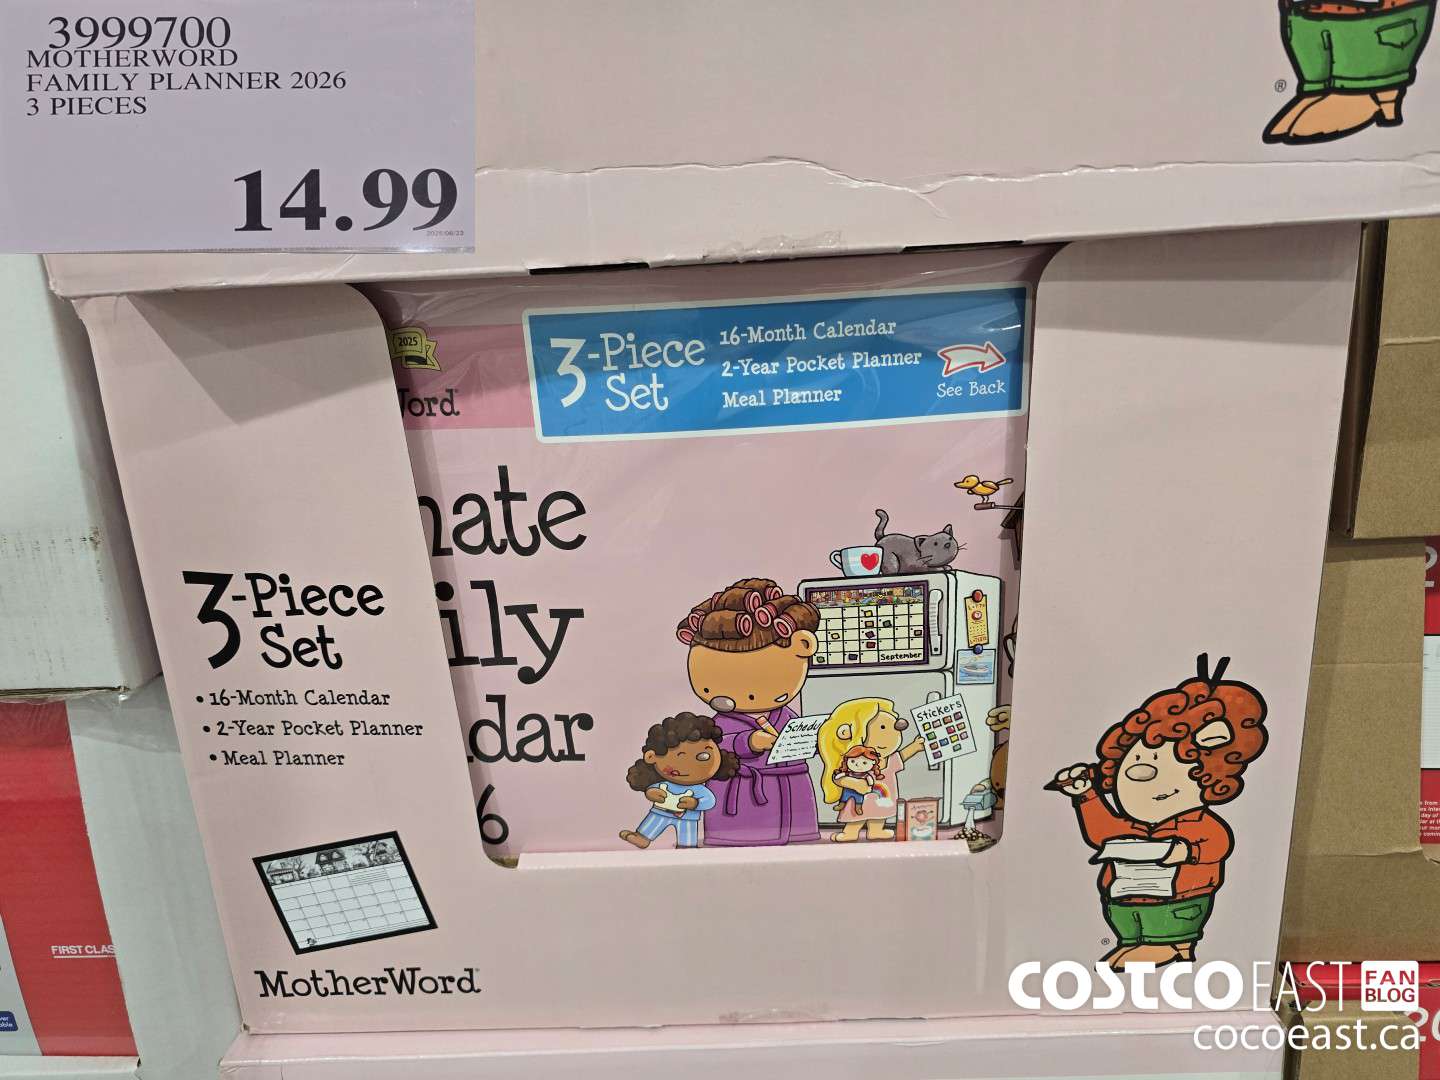 3999700
MOTHERWORD
FAMILY PLANNER 2026
3 PIECES
14.99
2025
Word
3-Piece
Set
16-Month Calendar
2-Year Pocket Planner
Meal Planner
See Back
nate
ily
dar
6
September
Stickers
3-Piece
Set
• 16-Month Calendar
• 2-Year Pocket Planner
• Meal Planner
MotherWord
®
®
FIRST CLAS
COSTCO EAST FAN
BLOG
cocoeast.ca